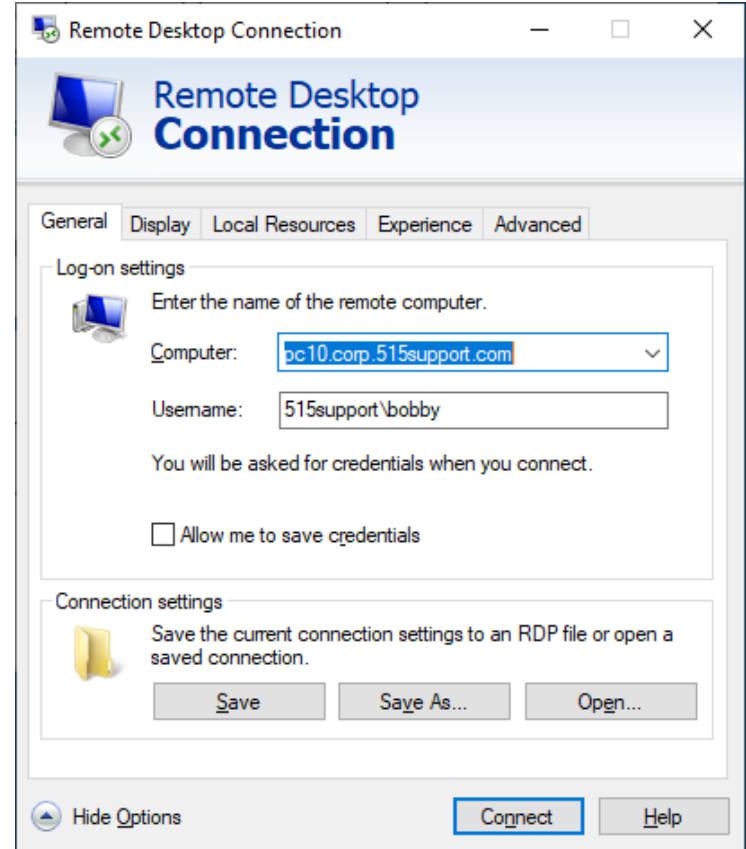 Remote Desktop Connection
Remote Desktop
Connection
General Display Local Resources Experience Advanced
Log-on settings
Enter the name of the remote computer.
Computer: pc10.corp.515support.com
Username: 515support\bobby
You will be asked for credentials when you connect.
Allow me to save credentials
Connection settings
Save the current connection settings to an RDP file or open a
saved connection.
Save Save As... Open...
Hide Options Connect Help